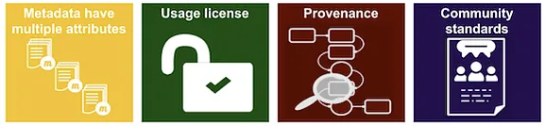 Metadata have
multiple attributes
m
m
m
Usage license
Provenance
Community
standards